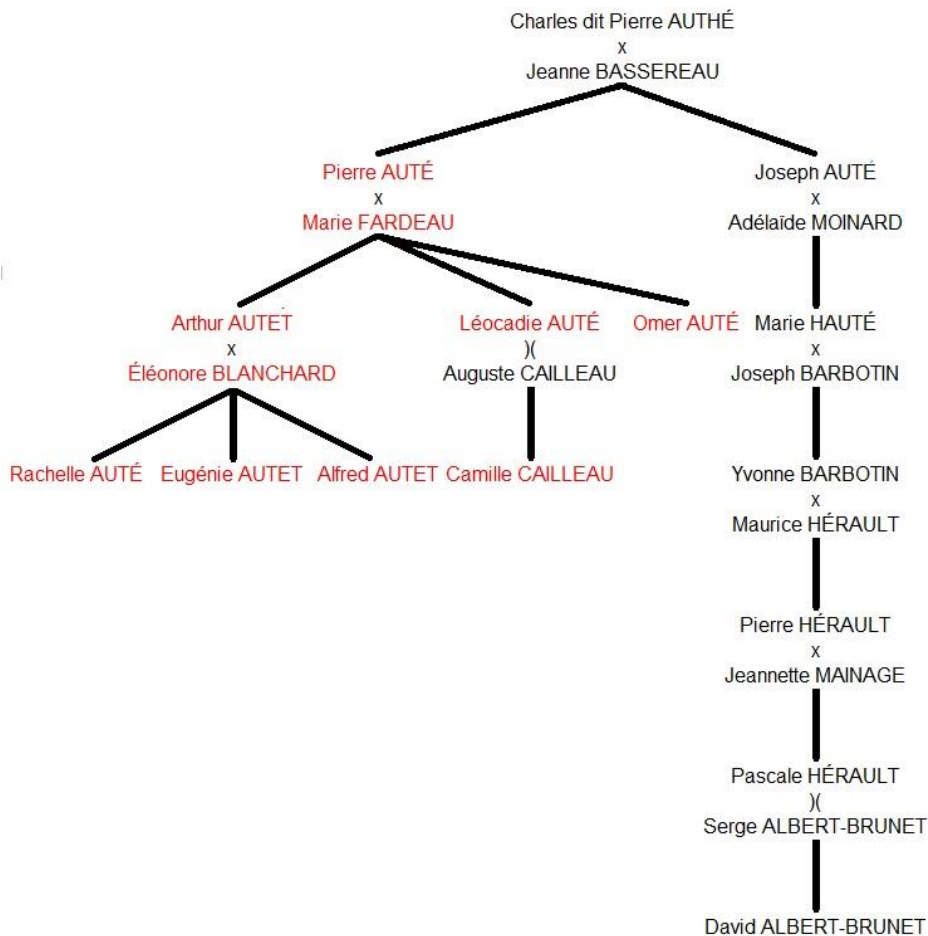 Charles dit Pierre AUTHÉ
x
Jeanne BASSEREAU
Pierre AUTÉ
x
Marie FARDEAU
Joseph AUTÉ
x
Adélaïde MOINARD
Arthur AUTET
x
Éléonore BLANCHARD
Léocadie AUTÉ
)(
Auguste CAILLEAU
Omer AUTÉ
Marie HAUTÉ
x
Joseph BARBOTIN
Rachelle AUTÉ
Eugénie AUTET
Alfred AUTET
Camille CAILLEAU
Yvonne BARBOTIN
x
Maurice HÉRAULT
Pierre HÉRAULT
x
Jeannette MAINAGE
Pascale HÉRAULT
)(
Serge ALBERT-BRUNET
David ALBERT-BRUNET